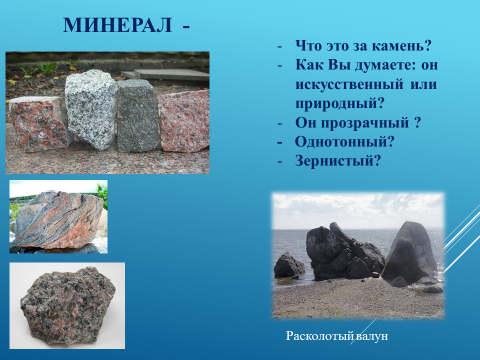 МИНЕРАЛ -
- Что это за камень?
- Как Вы думаете: он
искусственный или
природный?
- Он прозрачный ?
- Однотонный?
- Зернистый?
Расколотый валун